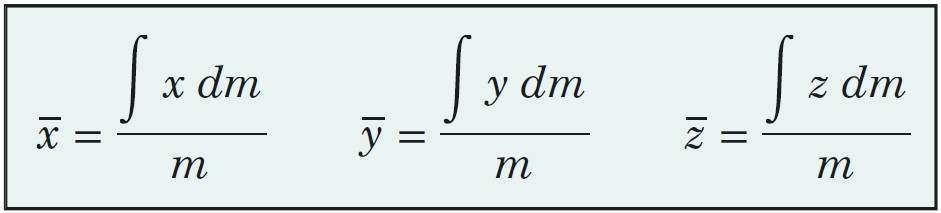 x̄ = ∫ x dm / m    ȳ = ∫ y dm / m    z̄ = ∫ z dm / m